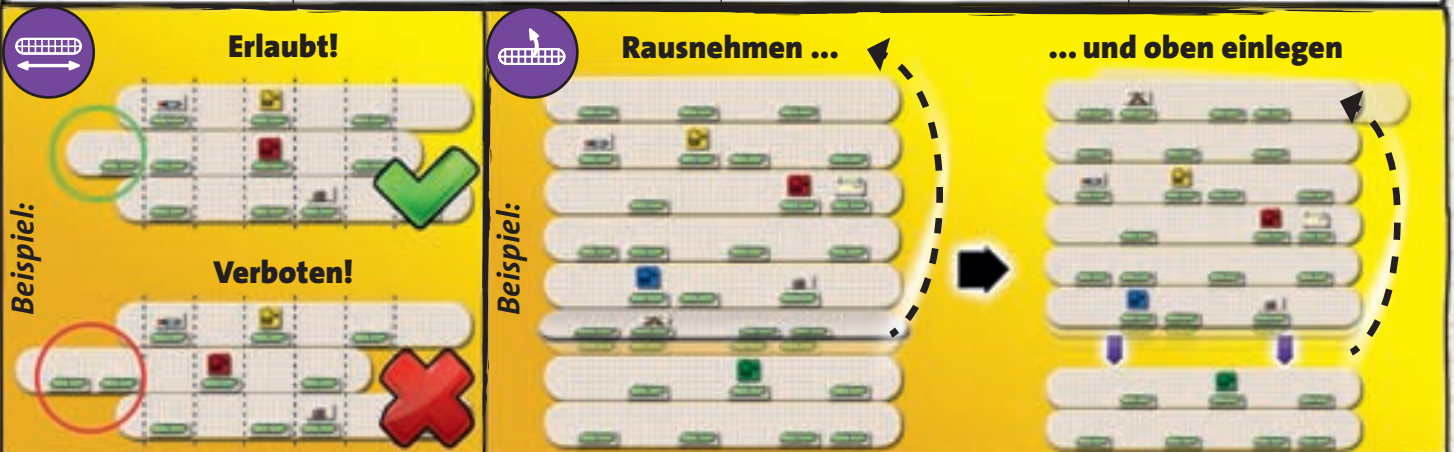 Erlaubt!
Beispiel:
Verboten!
Rausnehmen ...
... und oben einlegen
Beispiel: